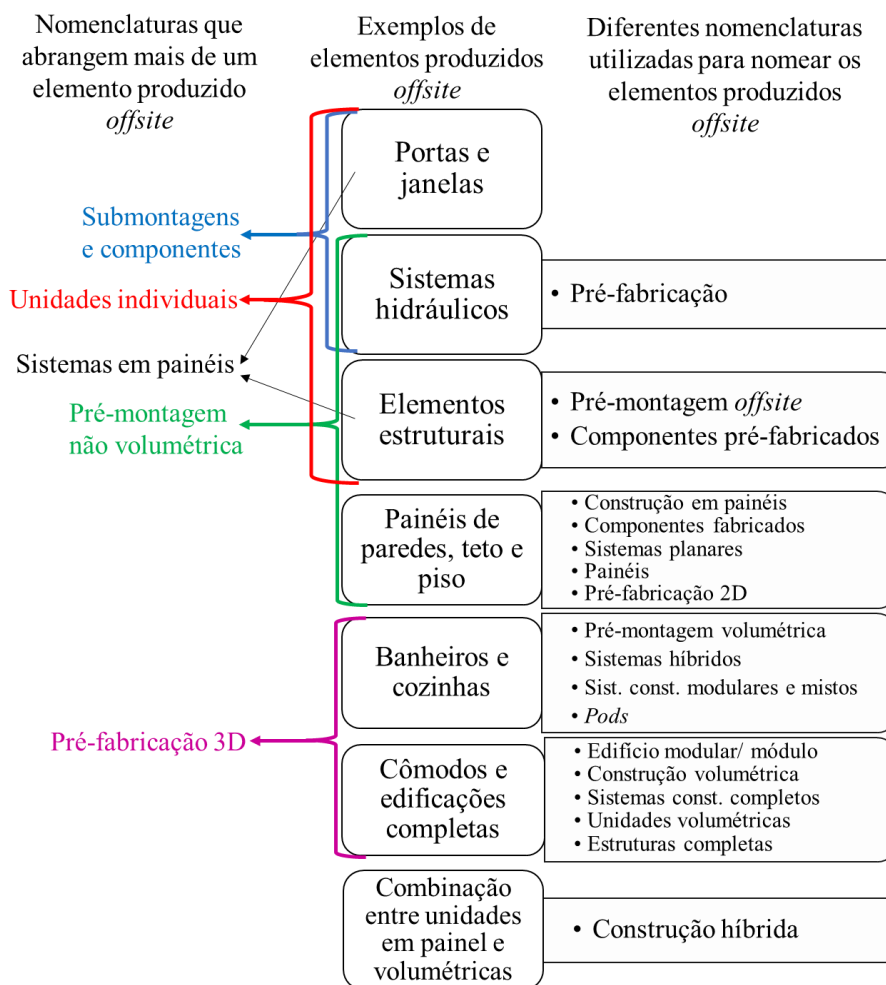 Nomenclaturas que
abrangem mais de um
elemento produzido
offsite
Exemplos de
elementos produzidos
offsite
Diferentes nomenclaturas
utilizadas para nomear os
elementos produzidos
offsite
Submontagens
e componentes
Unidades individuais
Sistemas em painéis
Pré-montagem
não volumétrica
Pré-fabricação 3D
Portas e
janelas
Sistemas
hidráulicos
• Pré-fabricação
Elementos
estruturais
• Pré-montagem offsite
• Componentes pré-fabricados
Painéis de
paredes, teto e
piso
• Construção em painéis
• Componentes fabricados
• Sistemas planares
• Painéis
• Pré-fabricação 2D
Banheiros e
cozinhas
• Pré-montagem volumétrica
• Sistemas híbridos
• Sist. const. modulares e mistos
• Pods
Cômodos e
edificações
completas
• Edifício modular/ módulo
• Construção volumétrica
• Sistemas const. completos
• Unidades volumétricas
• Estruturas completas
Combinação
entre unidades
em painel e
volumétricas
• Construção híbrida